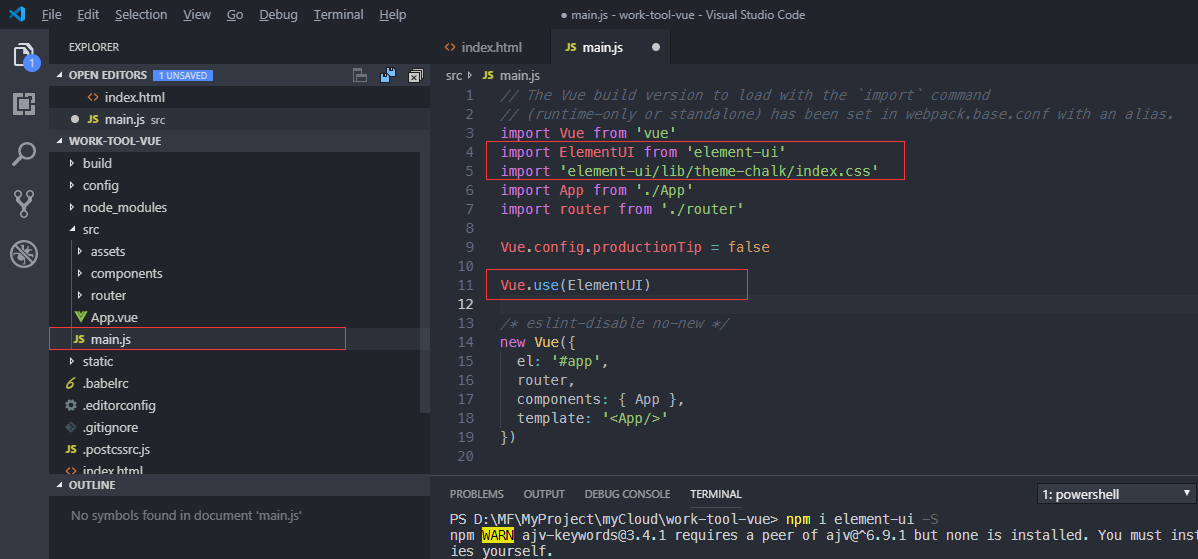 File Edit Selection View Go Debug Terminal Help
● main.js - work-tool-vue - Visual Studio Code
EXPLORER
1
OPEN EDITORS 1 UNSAVED
<> index.html
● JS main.js src
WORK-TOOL-VUE
build
config
node_modules
src
assets
components
router
App.vue
JS main.js
static
.babelrc
.editorconfig
.gitignore
JS .postcssrc.js
<> index.html
OUTLINE
No symbols found in document 'main.js'
<> index.html JS main.js ●
src JS main.js
1 // The Vue build version to load with the `import` command
2 // (runtime-only or standalone) has been set in webpack.base.conf with an alias.
3 import Vue from 'vue'
4 import ElementUI from 'element-ui'
5 import 'element-ui/lib/theme-chalk/index.css'
6 import App from './App'
7 import router from './router'
8
9 Vue.config.productionTip = false
10
11 Vue.use(ElementUI)
12
13 /* eslint-disable no-new */
14 new Vue({
15 el: '#app',
16 router,
17 components: { App },
18 template: '<App/>'
19 })
20
PROBLEMS OUTPUT DEBUG CONSOLE TERMINAL 1: powershell
PS D:\MF\MyProject\myCloud\work-tool-vue> npm i element-ui -S
npm WARN ajv-keywords@3.4.1 requires a peer of ajv@^6.9.1 but none is installed. You must inst
ies yourself.